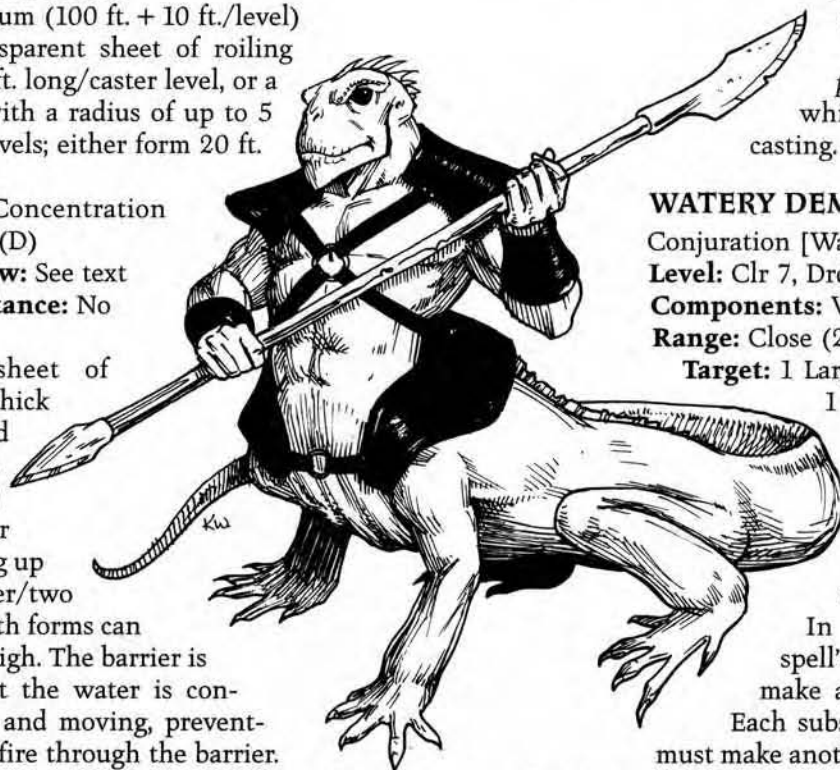 um (100 ft. + 10 ft./level)
sparent sheet of roiling
ft. long/caster level, or a
with a radius of up to 5
vels; either form 20 ft.
Concentration
(D)
w: See text
tance: No
sheet of
hick
d
r
g up
er/two
th forms can
igh. The barrier is
t the water is con-
and moving, prevent-
fire through the barrier.
KW
whi
casting.
WATERY DEM
Conjuration [Wa
Level: Clr 7, Dr
Components: V
Range: Close (2
Target: 1 Lar
1
In
spell'
make a
Each subs
must make anot